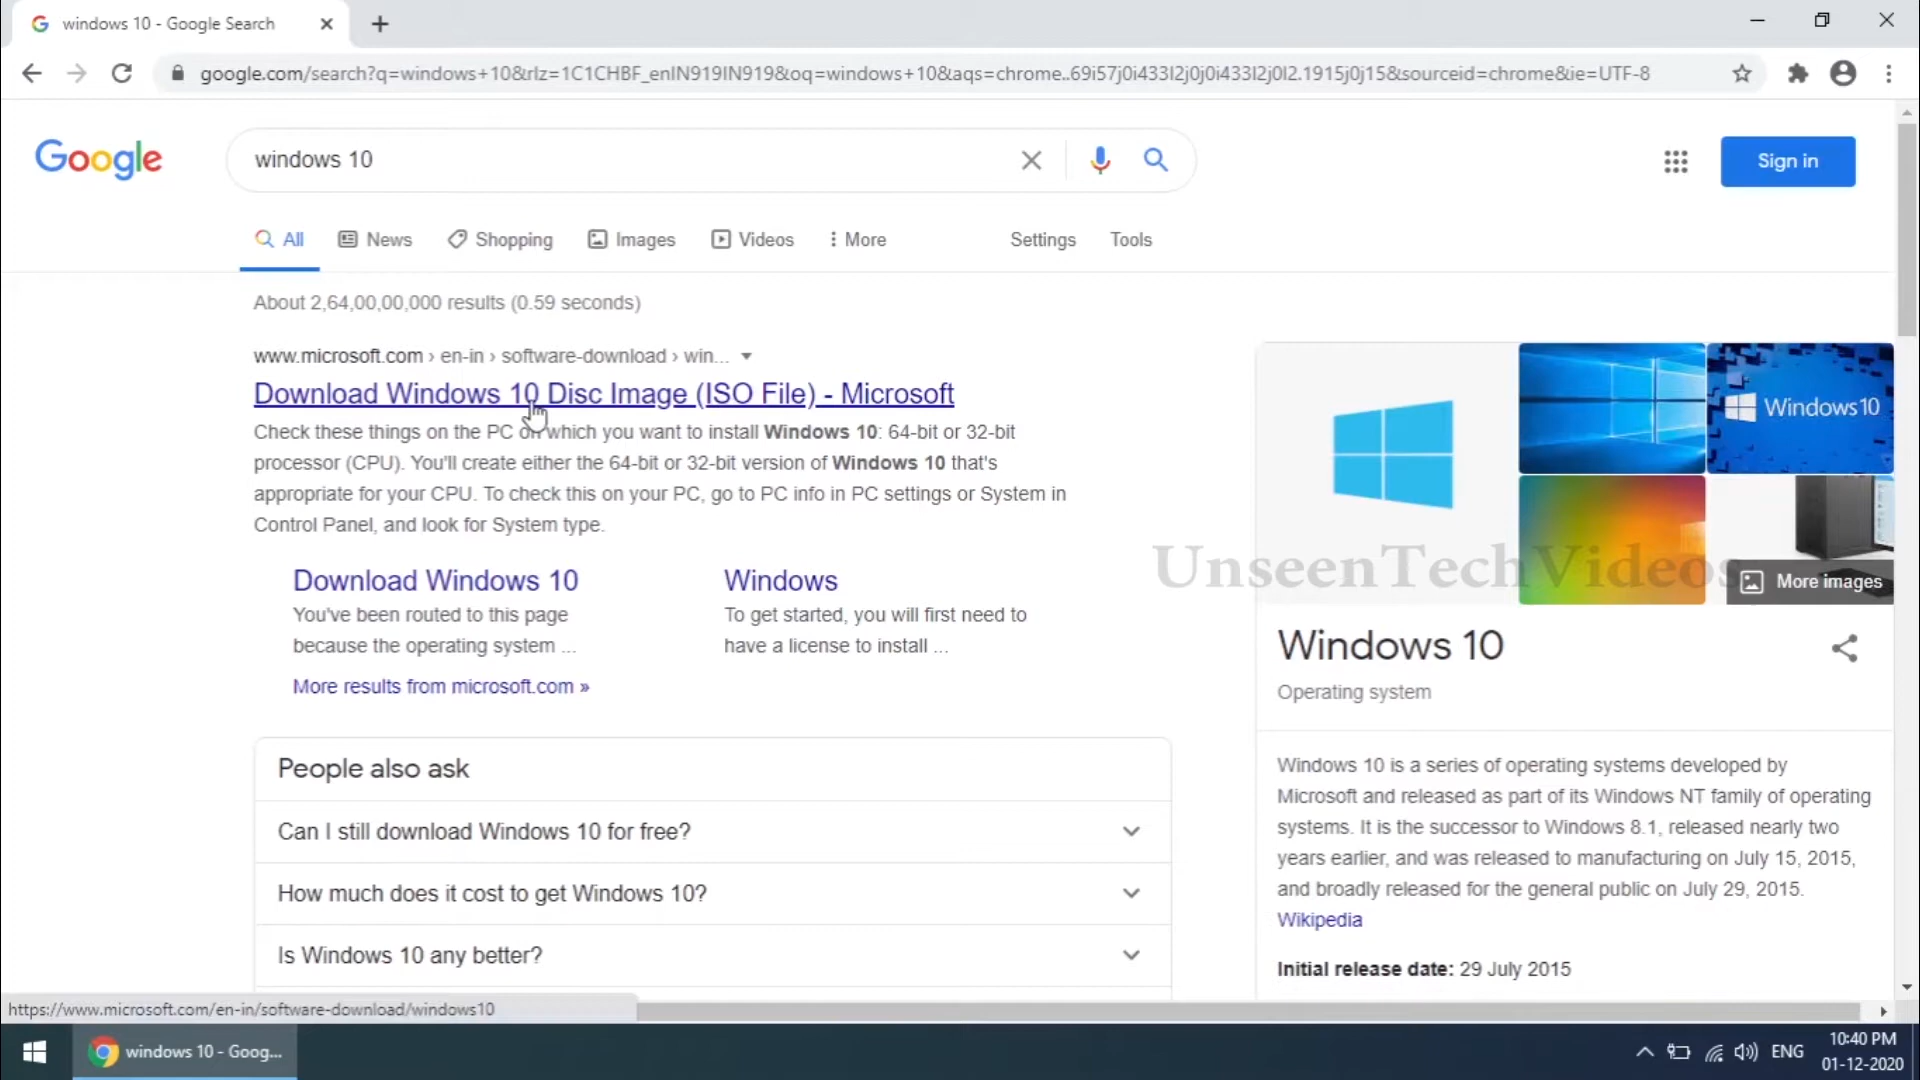 windows 10 - Google Search
google.com/search?q=windows+10&rlz=1C1CHBF_enIN919IN919&oq=windows+10&aqs=chrome..69i57j0i433l2j0j0i433l2j0l2.1915j0j15&sourceid=chrome&ie=UTF-8
Google
windows 10
Sign in
All
News
Shopping
Images
Videos
More
Settings
Tools
About 2,64,00,00,000 results (0.59 seconds)
www.microsoft.com › en-in › software-download › win...
Download Windows 10 Disc Image (ISO File) - Microsoft
Check these things on the PC on which you want to install Windows 10: 64-bit or 32-bit
processor (CPU). You'll create either the 64-bit or 32-bit version of Windows 10 that's
appropriate for your CPU. To check this on your PC, go to PC info in PC settings or System in
Control Panel, and look for System type.
Download Windows 10
You've been routed to this page
because the operating system ...
Windows
To get started, you will first need to
have a license to install ...
More results from microsoft.com »
People also ask
Can I still download Windows 10 for free?
How much does it cost to get Windows 10?
Is Windows 10 any better?
Windows10
UnseenTechVideos
More images
Windows 10
Operating system
Windows 10 is a series of operating systems developed by
Microsoft and released as part of its Windows NT family of operating
systems. It is the successor to Windows 8.1, released nearly two
years earlier, and was released to manufacturing on July 15, 2015,
and broadly released for the general public on July 29, 2015.
Wikipedia
Initial release date: 29 July 2015
https://www.microsoft.com/en-in/software-download/windows10
windows 10 - Goog...
ENG
10:40 PM
01-12-2020